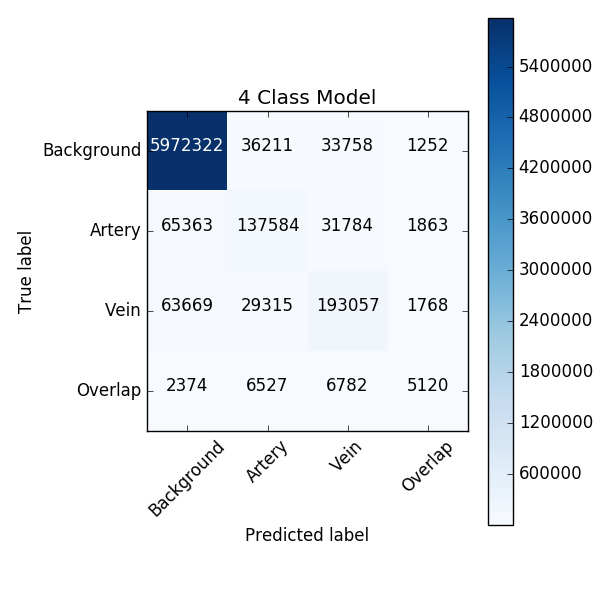 4 Class Model
True label
Background 5972322 36211 33758 1252
Artery 65363 137584 31784 1863
Vein 63669 29315 193057 1768
Overlap 2374 6527 6782 5120
Background Artery Vein Overlap
Predicted label
5400000
4800000
4200000
3600000
3000000
2400000
1800000
1200000
600000